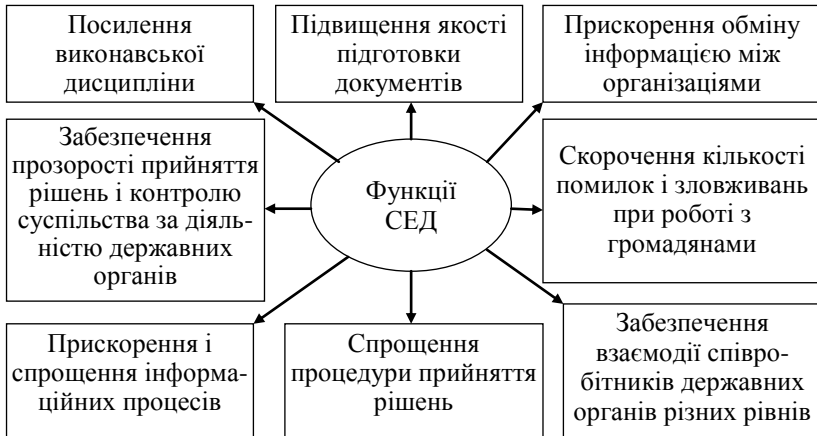 Посилення
виконавської
дисципліни
Підвищення якості
підготовки
документів
Прискорення обміну
інформацією між
організаціями
Забезпечення
прозорості прийняття
рішень і контролю
суспільства за діяль-
ністю державних
органів
Функції
СЕД
Скорочення кількості
помилок і зловживань
при роботі з
громадянами
Прискорення і
спрощення інформа-
ційних процесів
Спрощення
процедури прийняття
рішень
Забезпечення
взаємодії співро-
бітників державних
органів різних рівнів